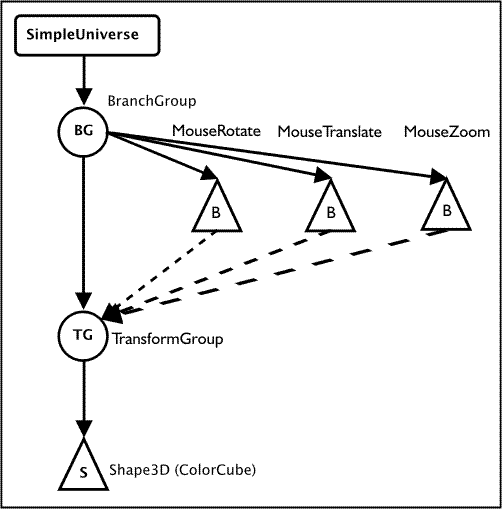 SimpleUniverse
BranchGroup
BG
MouseRotate
MouseTranslate
MouseZoom
B
B
B
TG
TransformGroup
S
Shape3D (ColorCube)